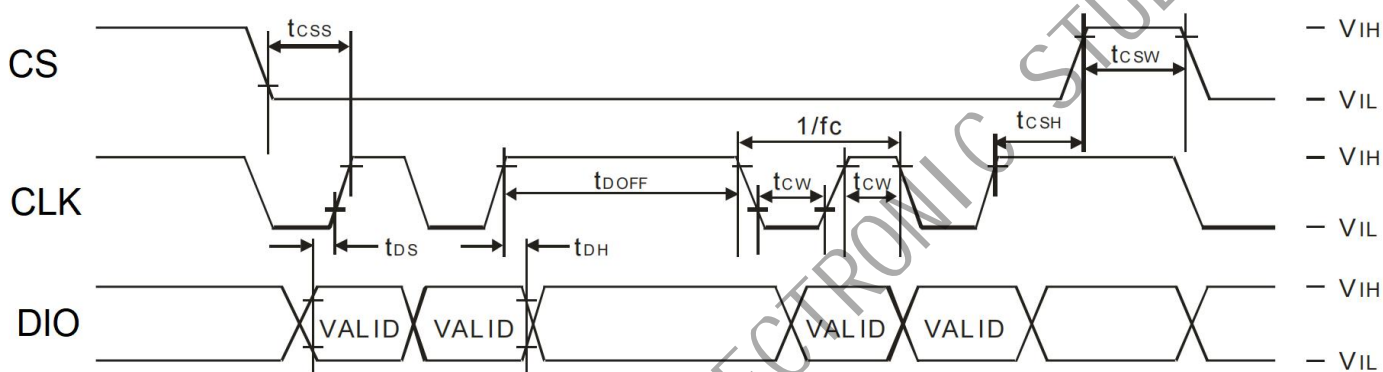 CS
tCSS
tCSW
VIH
VIL
CLK
1/fc
tCSH
tDOFF
tCW
tCW
VIH
VIL
tDS
tDH
DIO
VALID
VALID
VALID
VALID
VIH
VIL